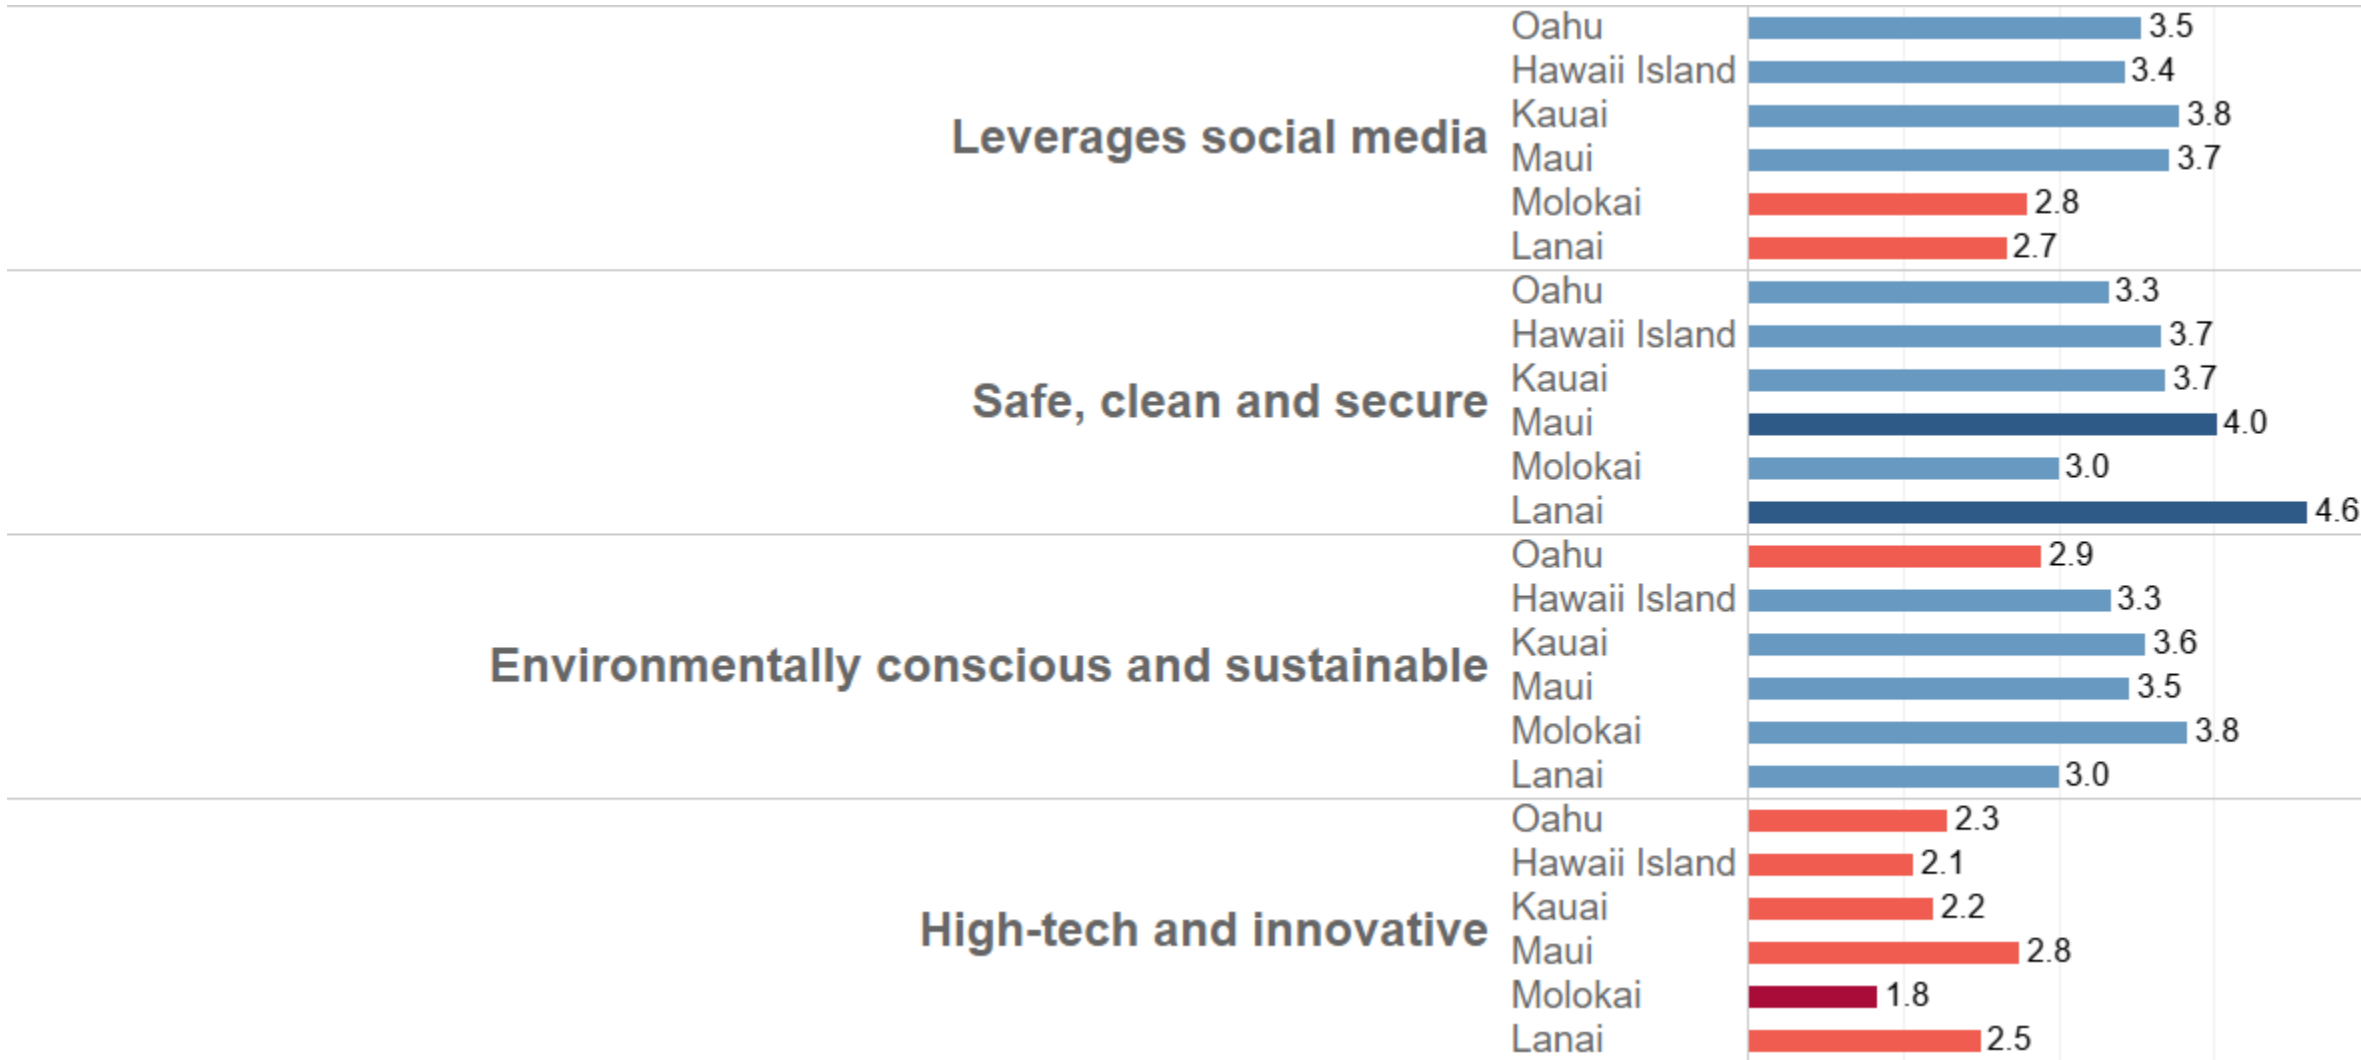 Leverages social media
Oahu 3.5
Hawaii Island 3.4
Kauai 3.8
Maui 3.7
Molokai 2.8
Lanai 2.7
Safe, clean and secure
Oahu 3.3
Hawaii Island 3.7
Kauai 3.7
Maui 4.0
Molokai 3.0
Lanai 4.6
Environmentally conscious and sustainable
Oahu 2.9
Hawaii Island 3.3
Kauai 3.6
Maui 3.5
Molokai 3.8
Lanai 3.0
High-tech and innovative
Oahu 2.3
Hawaii Island 2.1
Kauai 2.2
Maui 2.8
Molokai 1.8
Lanai 2.5